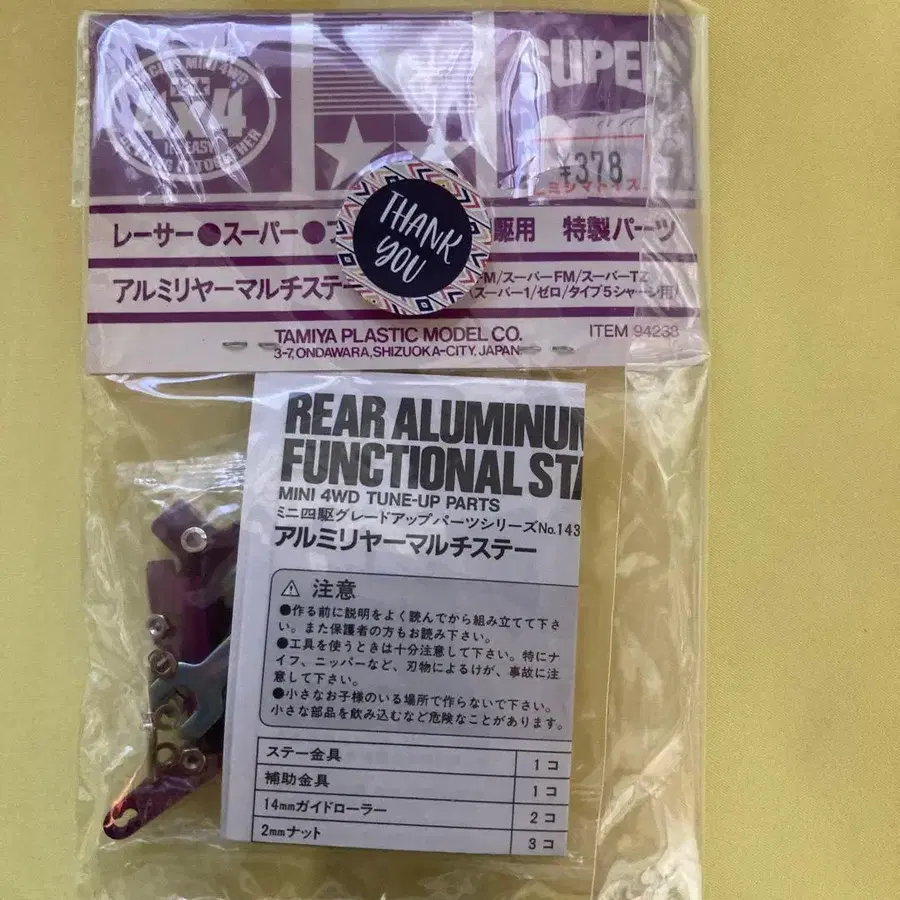 4X4
SUPER
¥378
レーサー●スーパー●フ
駆用 特製パーツ
アルミリヤーマルチステー
FM/スーパーFM/スーパーTZ
(スーパー1/ゼロ/タイプ5シャーシ用)
THANK
YOU
TAMIYA PLASTIC MODEL CO.
3-7, ONDAWARA, SHIZUOKA-CITY, JAPAN
ITEM 94238
REAR ALUMINUM
FUNCTIONAL STA
MINI 4WD TUNE-UP PARTS
ミニ四駆グレードアップパーツシリーズNo.143
アルミリヤーマルチステー
⚠ 注意
●作る前に説明をよく読んでから組み立てて下さ
い。また保護者の方もお読み下さい。
●工具を使うときは十分注意して下さい。特にナ
イフ、ニッパーなど、刃物によるけが、事故に注
意して下さい。
●小さなお子様のいる場所で作らないで下さい。
小さな部品を飲み込むなど危険なことがあります。
ステー金具 1コ
補助金具 1コ
14mmガイドローラー 2コ
2mmナット 3コ